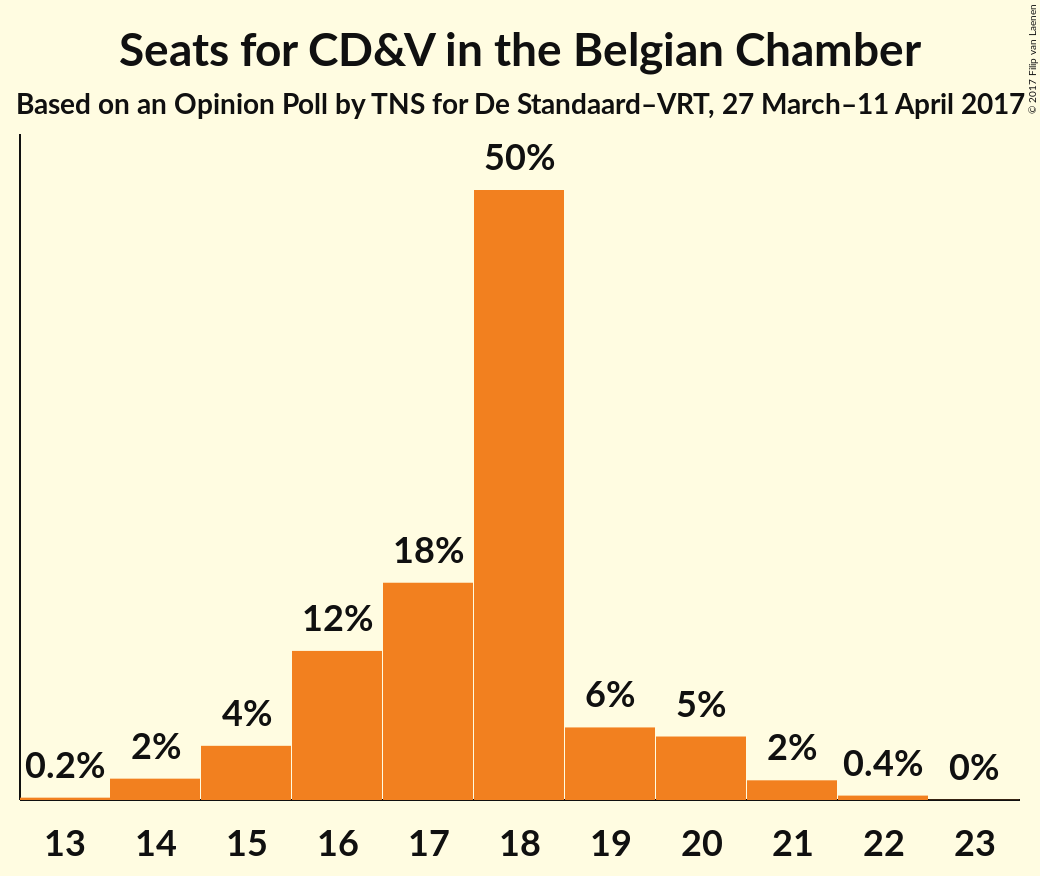 Seats for CD&V in the Belgian Chamber
Based on an Opinion Poll by TNS for De Standaard–VRT, 27 March–11 April 2017
© 2017 Filip van Laenen
50%
18%
12%
6%
5%
4%
2%
2%
0.2%
0.4%
0%
13 14 15 16 17 18 19 20 21 22 23